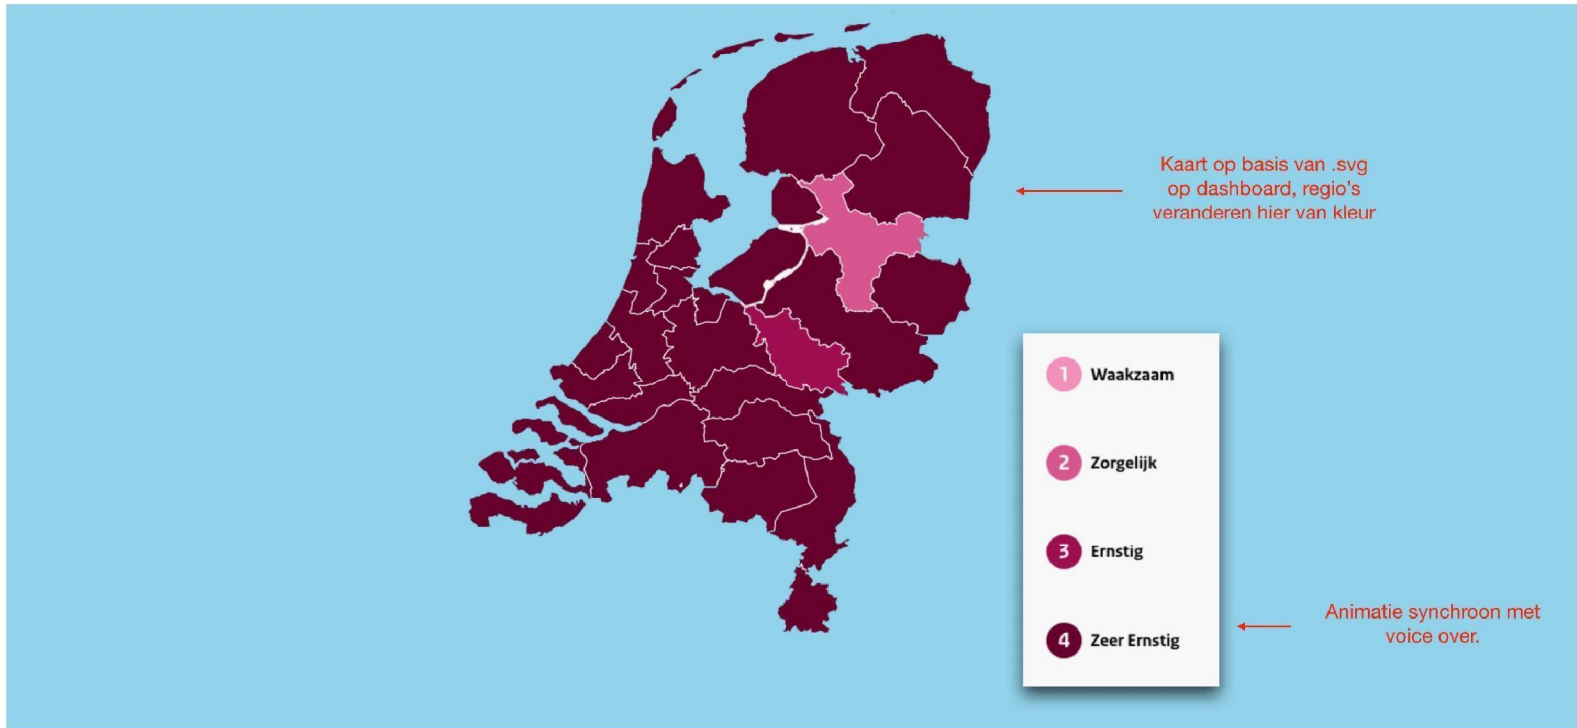 Kaart op basis van .svg
op dashboard, regio's
veranderen hier van kleur
1 Waakzaam
2 Zorgelijk
3 Ernstig
4 Zeer Ernstig
Animatie synchroon met
voice over.